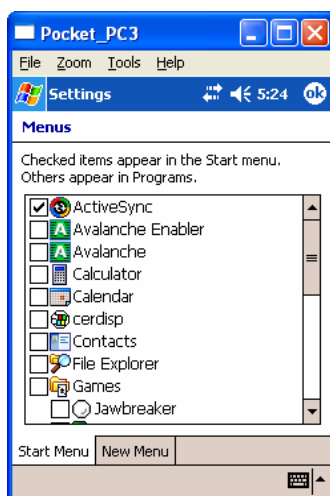 Pocket_PC3
File Zoom Tools Help
Settings 5:24 ok
Menus
Checked items appear in the Start menu.
Others appear in Programs.
ActiveSync
Avalanche Enabler
Avalanche
Calculator
Calendar
cerdisp
Contacts
File Explorer
Games
Jawbreaker
Start Menu New Menu